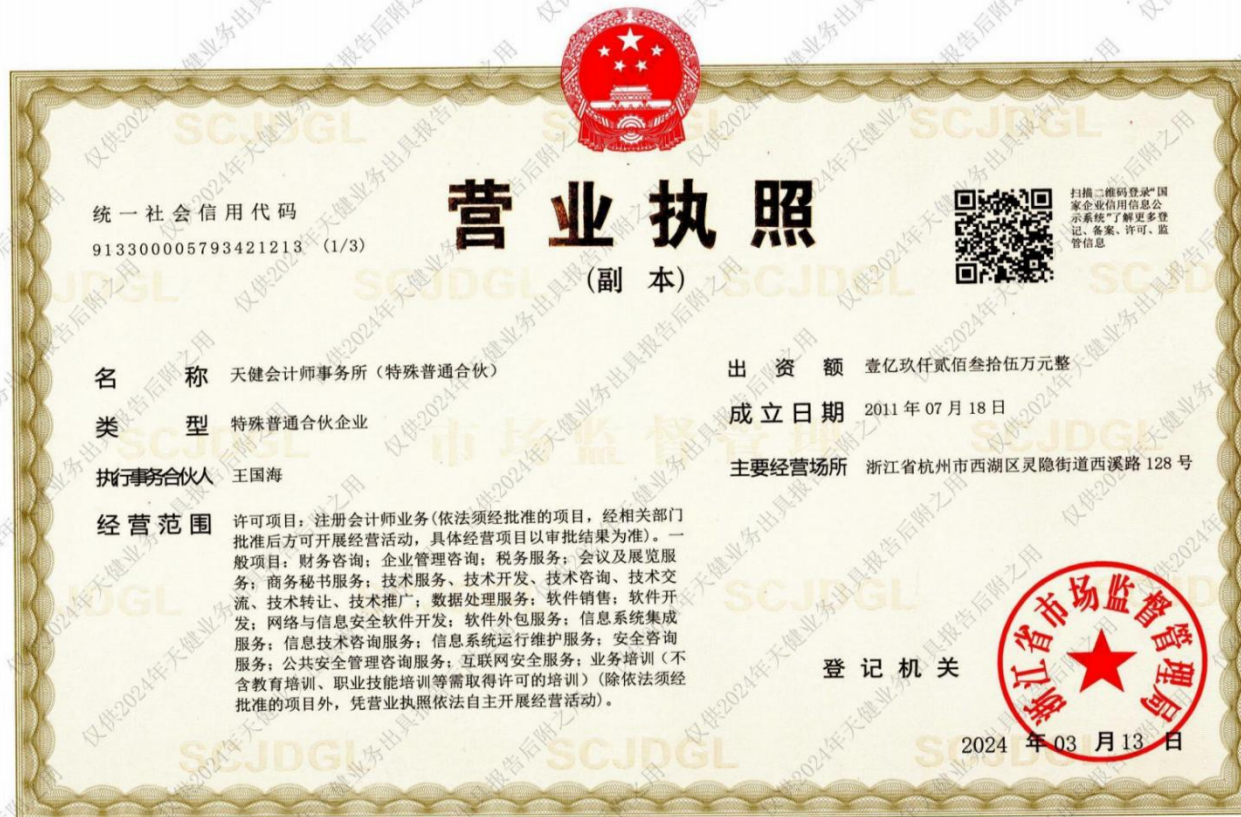 营业执照
(副 本)
统一社会信用代码
913300005793421213 (1/3)
扫描二维码登录“国
家企业信用信息公
示系统”了解更多登
记、备案、许可、监
管信息
名 称 天健会计师事务所（特殊普通合伙）
类 型 特殊普通合伙企业
执行事务合伙人 王国海
经营范围 许可项目：注册会计师业务(依法须经批准的项目，经相关部门
批准后方可开展经营活动，具体经营项目以审批结果为准)。一
般项目：财务咨询；企业管理咨询；税务服务；会议及展览服
务；商务秘书服务；技术服务、技术开发、技术咨询、技术交
流、技术转让、技术推广；数据处理服务；软件销售；软件开
发；网络与信息安全软件开发；软件外包服务；信息系统集成
服务；信息技术咨询服务；信息系统运行维护服务；安全咨询
服务；公共安全管理咨询服务；互联网安全服务；业务培训（不
含教育培训、职业技能培训等需取得许可的培训）(除依法须经
批准的项目外，凭营业执照依法自主开展经营活动)。
出 资 额 壹亿玖仟贰佰叁拾伍万元整
成立日期 2011年07月18日
主要经营场所 浙江省杭州市西湖区灵隐街道西溪路128号
登记机关
浙江省市场监督管理局
2024 年 03 月 13 日
SCJDGL
市场监督管理
仅供2024年天健业务出具报告后附之用